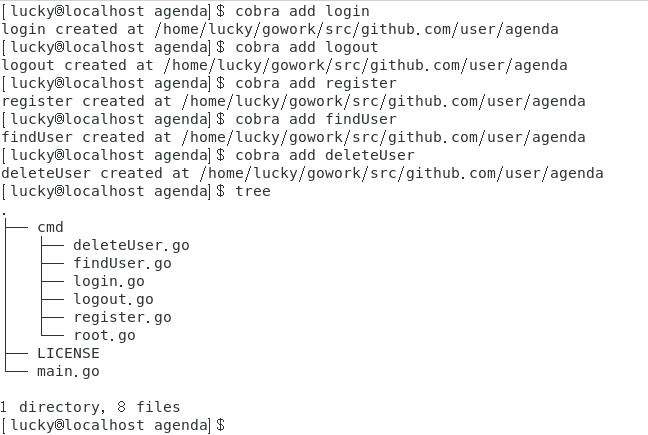 [lucky@localhost agenda]$ cobra add login
login created at /home/lucky/gowork/src/github.com/user/agenda
[lucky@localhost agenda]$ cobra add logout
logout created at /home/lucky/gowork/src/github.com/user/agenda
[lucky@localhost agenda]$ cobra add register
register created at /home/lucky/gowork/src/github.com/user/agenda
[lucky@localhost agenda]$ cobra add findUser
findUser created at /home/lucky/gowork/src/github.com/user/agenda
[lucky@localhost agenda]$ cobra add deleteUser
deleteUser created at /home/lucky/gowork/src/github.com/user/agenda
[lucky@localhost agenda]$ tree
.
├── cmd
│   ├── deleteUser.go
│   ├── findUser.go
│   ├── login.go
│   ├── logout.go
│   ├── register.go
│   └── root.go
├── LICENSE
└── main.go
1 directory, 8 files
[lucky@localhost agenda]$